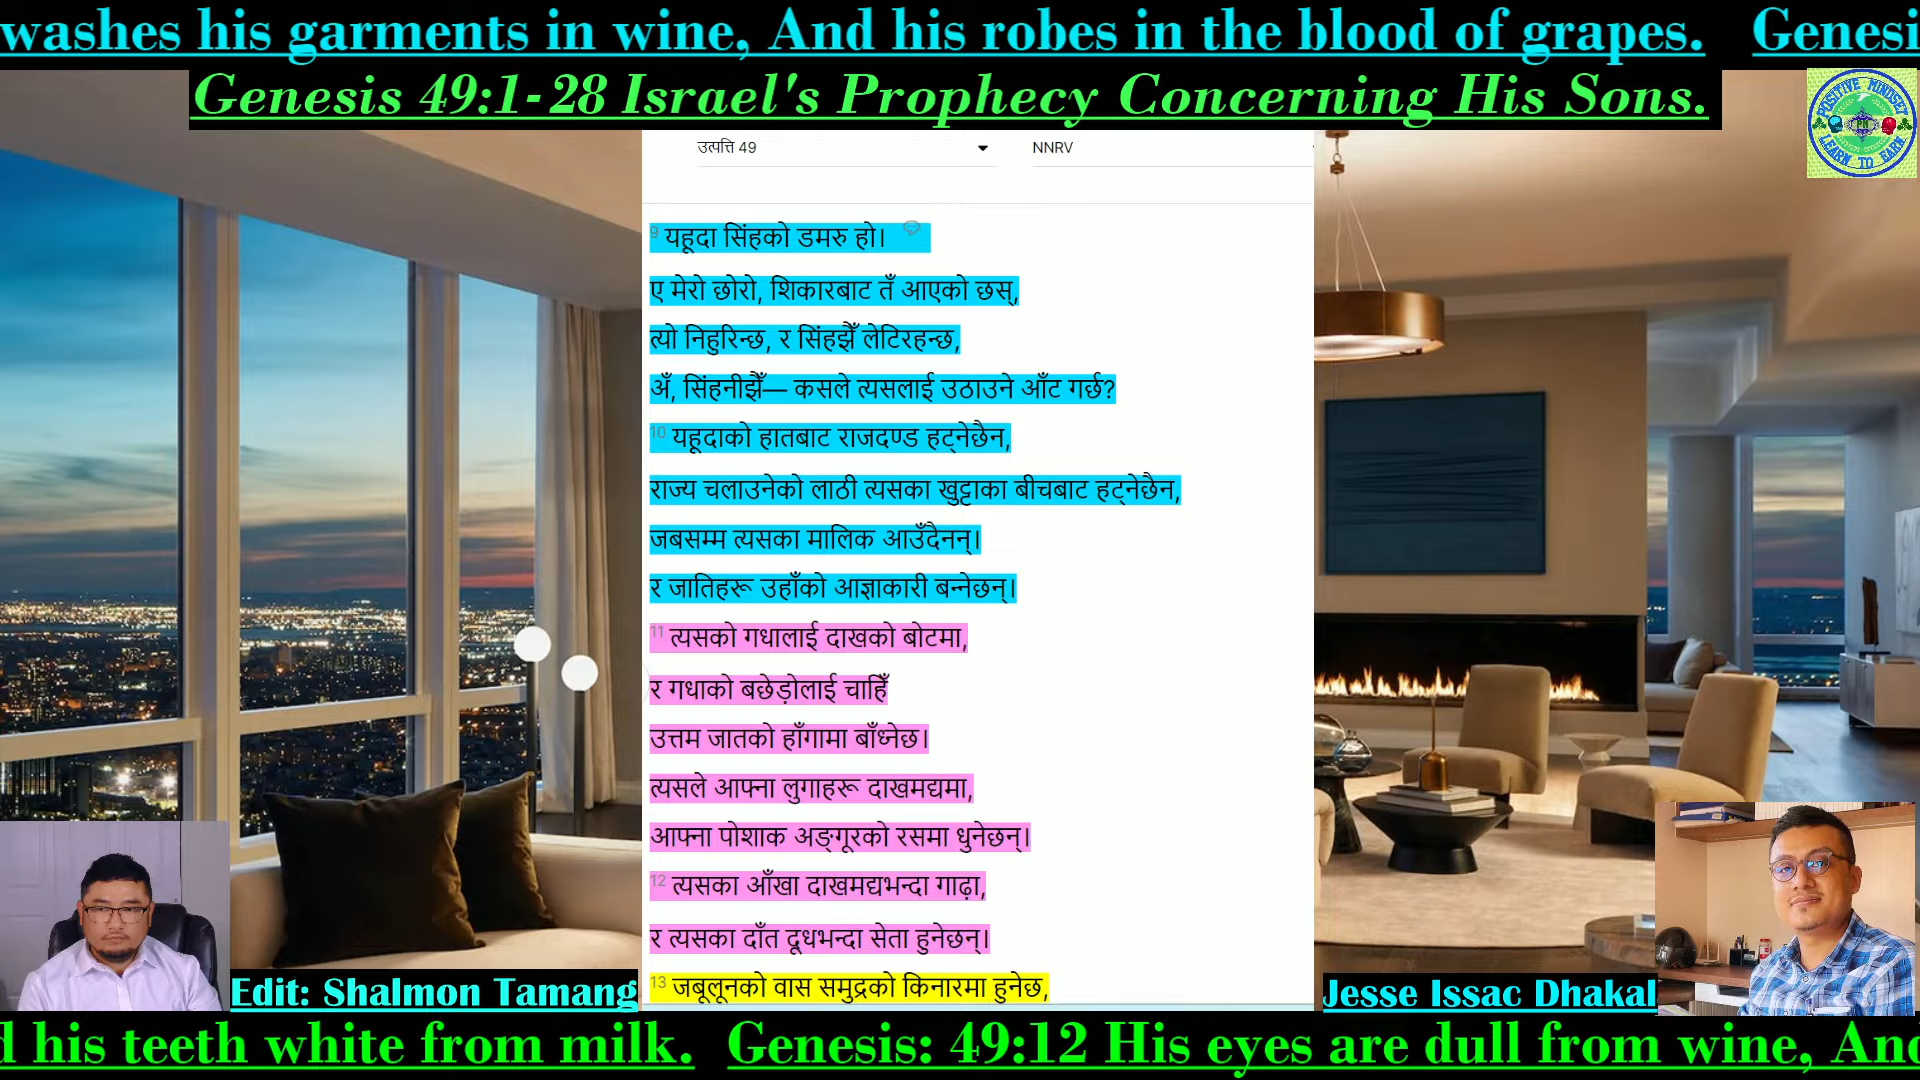 washes his garments in wine, And his robes in the blood of grapes. Genesi
Genesis 49:1-28 Israel's Prophecy Concerning His Sons.
POSITIVE MINDSET
LEARN TO EARN
उत्पत्ति 49
NNRV
9 यहूदा सिंहको डमरु हो।
ए मेरो छोरो, शिकारबाट तँ आएको छस्,
त्यो निहुरिन्छ, र सिंहझैँ लेटिरहन्छ,
अँ, सिंहनीझैँ— कसले त्यसलाई उठाउने आँट गर्छ?
10 यहूदाको हातबाट राजदण्ड हट्नेछैन,
राज्य चलाउनेको लाठी त्यसका खुट्टाका बीचबाट हट्नेछैन,
जबसम्म त्यसका मालिक आउँदैनन्।
र जातिहरू उहाँको आज्ञाकारी बन्नेछन्।
11 त्यसको गधालाई दाखको बोटमा,
र गधाको बछेड़ोलाई चाहिँ
उत्तम जातको हाँगामा बाँध्नेछ।
त्यसले आफ्ना लुगाहरू दाखमद्यमा,
आफ्ना पोशाक अङ्गूरको रसमा धुनेछन्।
12 त्यसका आँखा दाखमद्यभन्दा गाढ़ा,
र त्यसका दाँत दूधभन्दा सेता हुनेछन्।
13 जबूलूनको वास समुद्रको किनारमा हुनेछ,
Edit: Shalmon Tamang
Jesse Issac Dhakal
d his teeth white from milk. Genesis: 49:12 His eyes are dull from wine, And